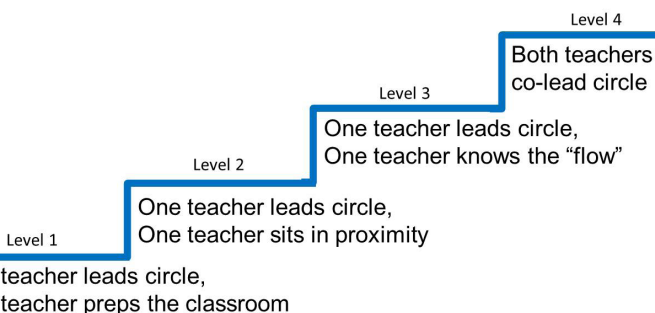 Level 4
Both teachers
co-lead circle
Level 3
One teacher leads circle,
One teacher knows the “flow”
Level 2
One teacher leads circle,
One teacher sits in proximity
Level 1
teacher leads circle,
teacher preps the classroom